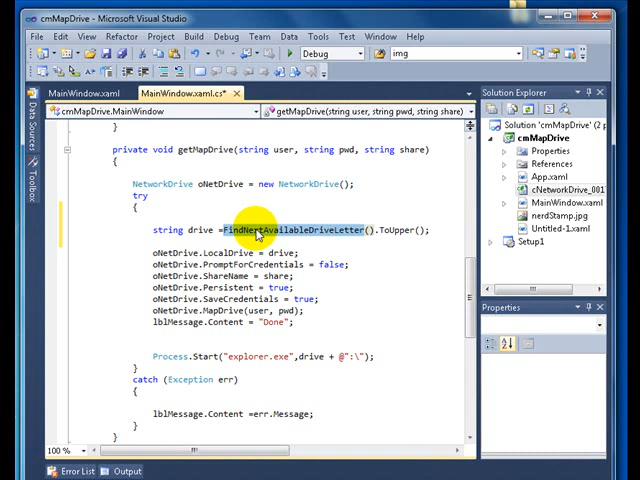 cmMapDrive - Microsoft Visual Studio
File Edit View Refactor Project Build Debug Team Data Tools Test Window Help
Debug
img
MainWindow.xaml
MainWindow.xaml.cs*
cmMapDrive.MainWindow
getMapDrive(string user, string pwd, string share)
Data Sources
Toolbox
}
private void getMapDrive(string user, string pwd, string share)
{
NetworkDrive oNetDrive = new NetworkDrive();
try
{
string drive =FindNextAvailableDriveLetter().ToUpper();
oNetDrive.LocalDrive = drive;
oNetDrive.PromptForCredentials = false;
oNetDrive.ShareName = share;
oNetDrive.Persistent = true;
oNetDrive.SaveCredentials = true;
oNetDrive.MapDrive(user, pwd);
lblMessage.Content = "Done";
Process.Start("explorer.exe",drive + @":\");
}
catch (Exception err)
{
lblMessage.Content =err.Message;
}
100 %
Error List
Output
Solution Explorer
Solution 'cmMapDrive' (2 p
cmMapDrive
Properties
References
App.xaml
cNetworkDrive_001
MainWindow.xaml
nerdStamp.jpg
Untitled-1.xaml
Setup1
Properties